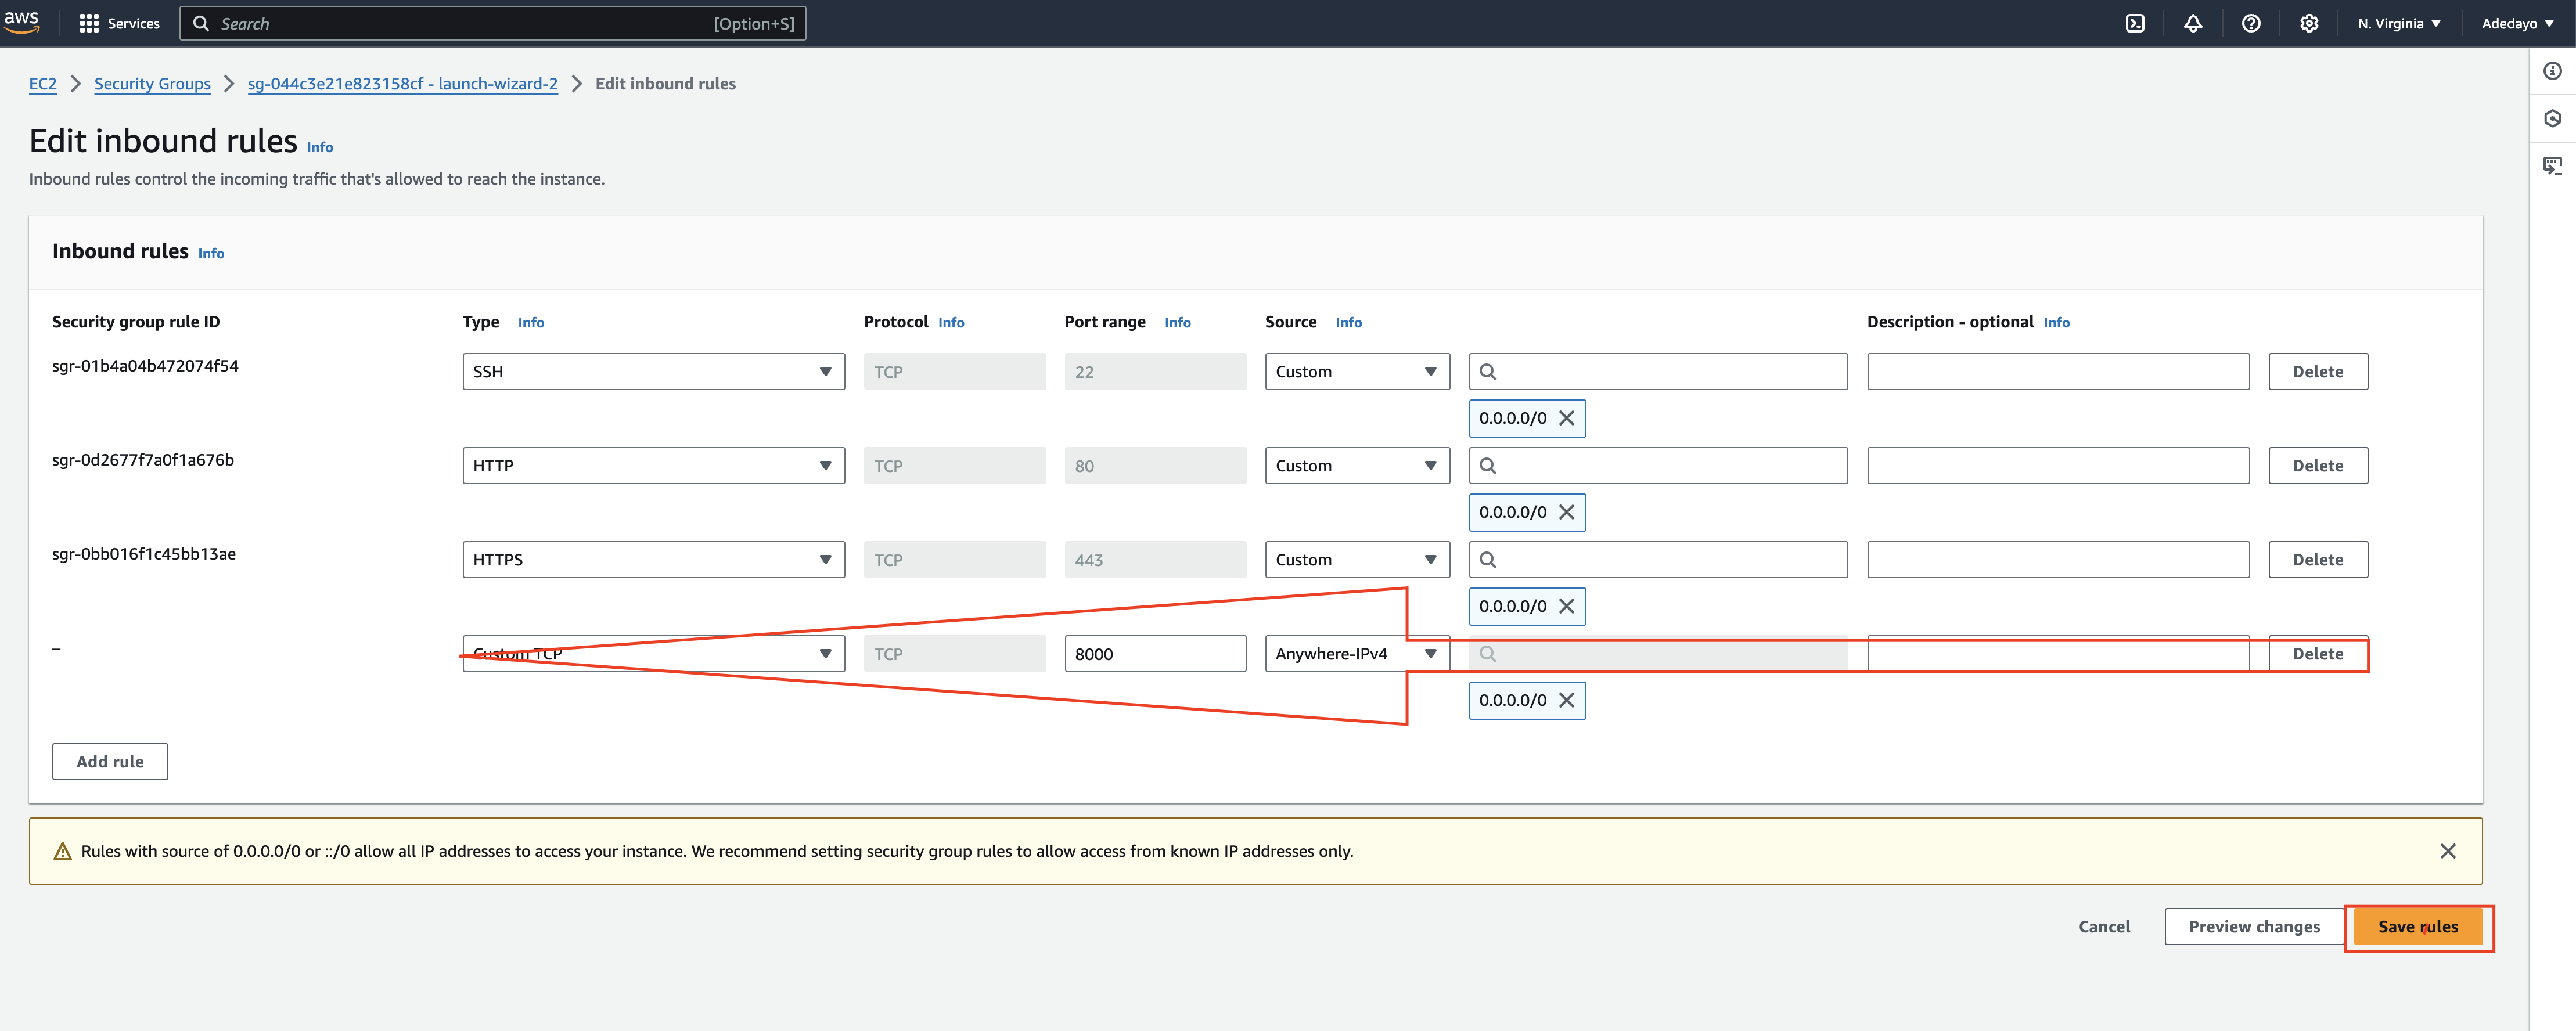 aws Services Search [Option+S] N. Virginia Adedayo
EC2 Security Groups sg-044c3e21e823158cf - launch-wizard-2 Edit inbound rules
Edit inbound rules Info
Inbound rules control the incoming traffic that's allowed to reach the instance.
Inbound rules Info
Security group rule ID Type Info Protocol Info Port range Info Source Info Description - optional Info
sgr-01b4a04b472074f54 SSH TCP 22 Custom Delete
0.0.0.0/0
sgr-0d2677f7a0f1a676b HTTP TCP 80 Custom Delete
0.0.0.0/0
sgr-0bb016f1c45bb13ae HTTPS TCP 443 Custom Delete
0.0.0.0/0
– Custom TCP TCP 8000 Anywhere-IPv4 Delete
0.0.0.0/0
Add rule
Rules with source of 0.0.0.0/0 or ::/0 allow all IP addresses to access your instance. We recommend setting security group rules to allow access from known IP addresses only.
Cancel Preview changes Save rules